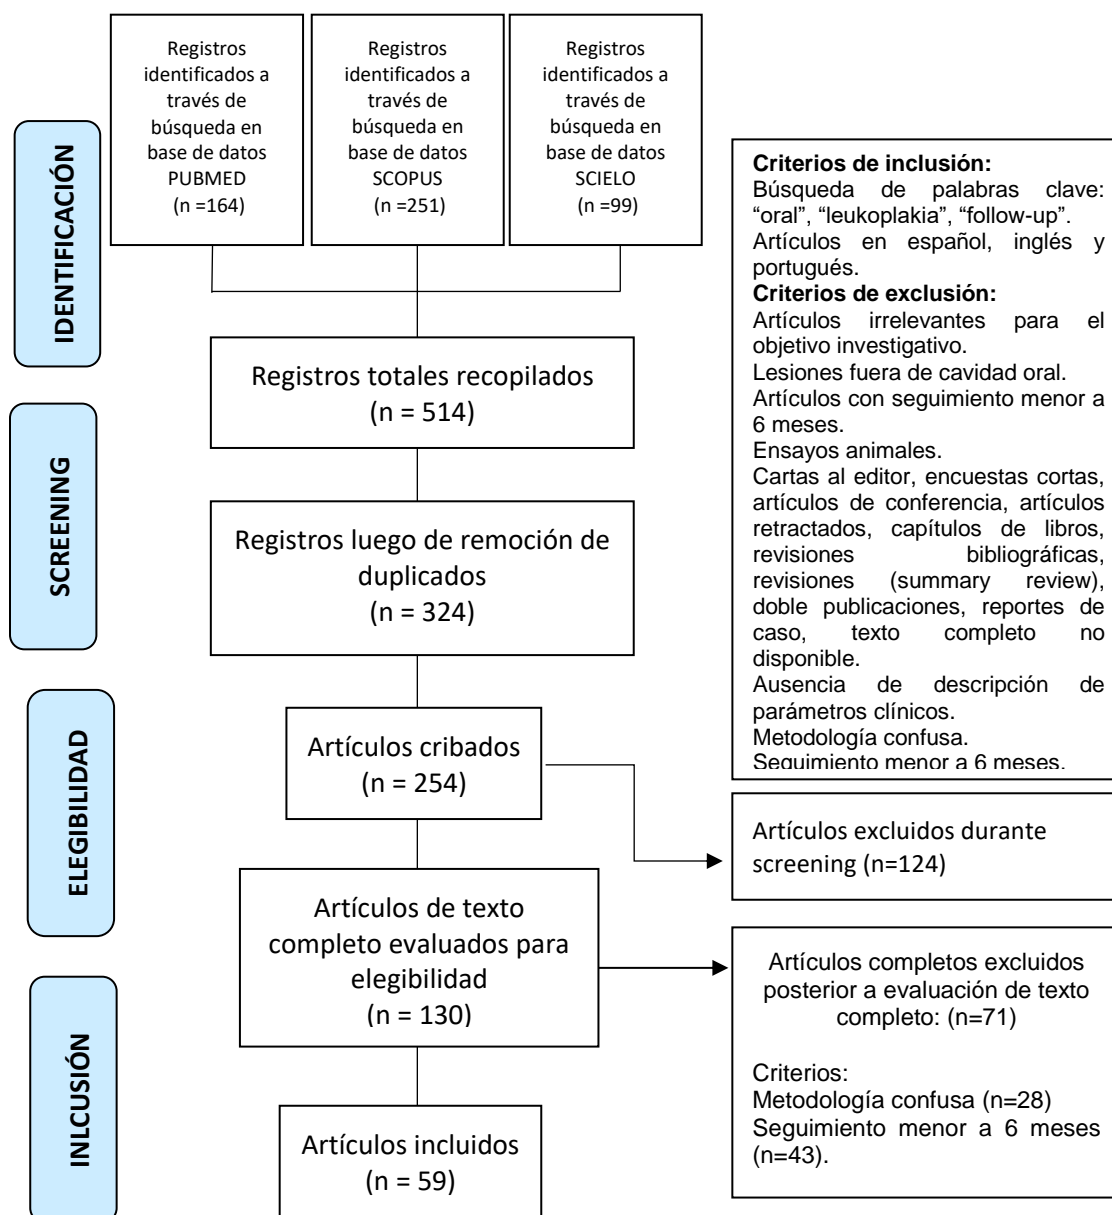 Registros
identificados a
través de
búsqueda en
base de datos
PUBMED
(n =164)
Registros
identificados a
través de
búsqueda en
base de datos
SCOPUS
(n =251)
Registros
identificados a
través de
búsqueda en
base de datos
SCIELO
(n =99)
IDENTIFICACIÓN
Criterios de inclusión:
Búsqueda de palabras clave:
“oral”, “leukoplakia”, “follow-up”.
Artículos en español, inglés y
portugués.
Criterios de exclusión:
Artículos irrelevantes para el
objetivo investigativo.
Lesiones fuera de cavidad oral.
Artículos con seguimiento menor a
6 meses.
Ensayos animales.
Cartas al editor, encuestas cortas,
artículos de conferencia, artículos
retractados, capítulos de libros,
revisiones bibliográficas,
revisiones (summary review),
doble publicaciones, reportes de
caso, texto completo no
disponible.
Ausencia de descripción de
parámetros clínicos.
Metodología confusa.
Seguimiento menor a 6 meses.
Registros totales recopilados
(n = 514)
SCREENING
Registros luego de remoción de
duplicados
(n = 324)
ELEGIBILIDAD
Artículos cribados
(n = 254)
Artículos excluidos durante
screening (n=124)
Artículos de texto
completo evaluados para
elegibilidad
(n = 130)
Artículos completos excluidos
posterior a evaluación de texto
completo: (n=71)
Criterios:
Metodología confusa (n=28)
Seguimiento menor a 6 meses
(n=43).
INLCUSIÓN
Artículos incluidos
(n = 59)